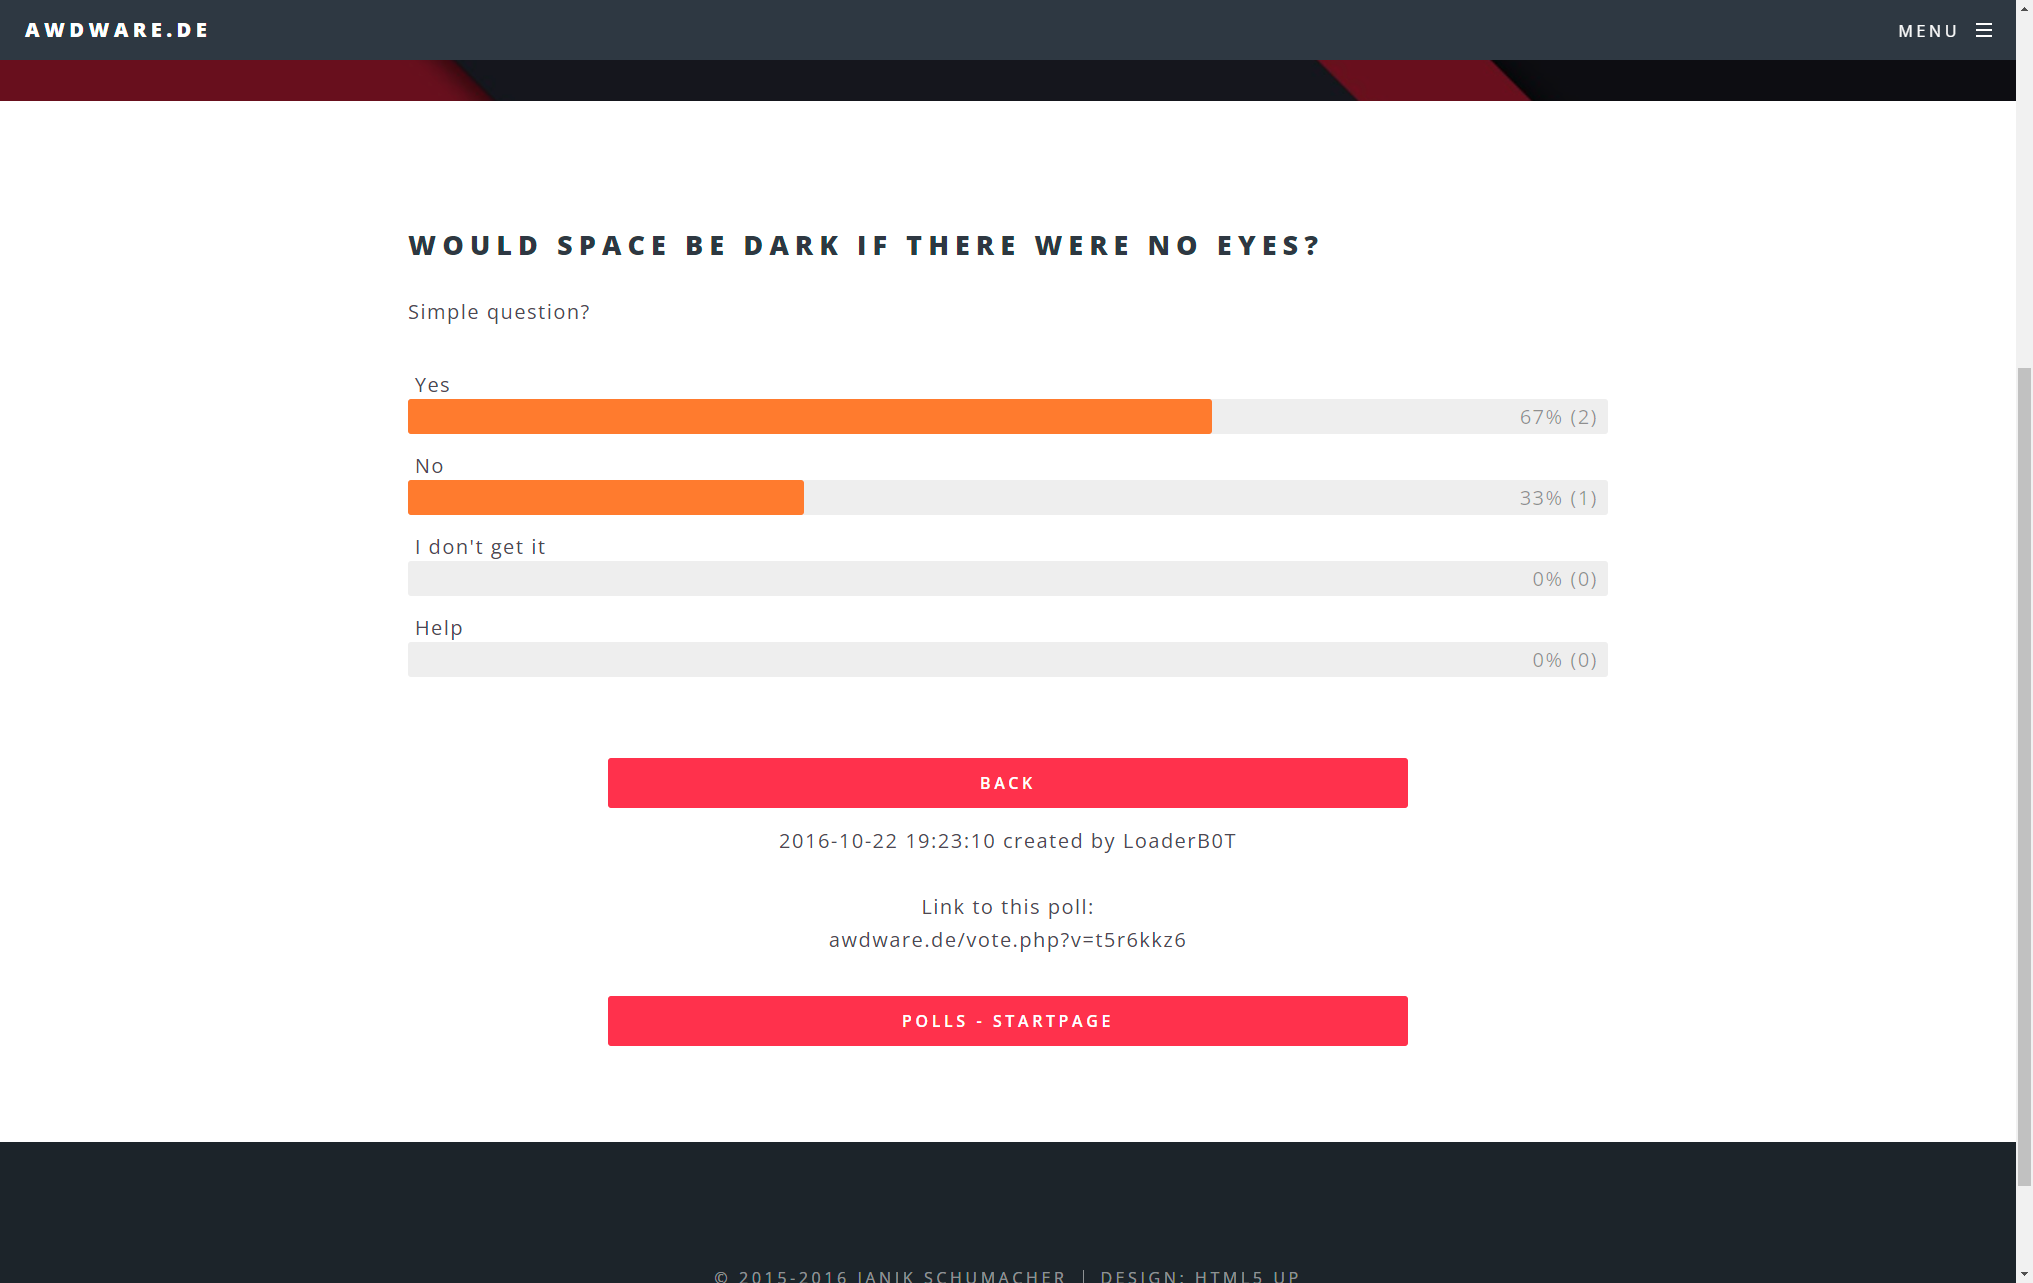 AWDWARE.DE
MENU
WOULD SPACE BE DARK IF THERE WERE NO EYES?
Simple question?
Yes
67% (2)
No
33% (1)
I don't get it
0% (0)
Help
0% (0)
BACK
2016-10-22 19:23:10 created by LoaderB0T
Link to this poll:
awdware.de/vote.php?v=t5r6kkz6
POLLS - STARTPAGE
© 2015-2016 JANIK SCHUMACHER | DESIGN: HTML5 UP